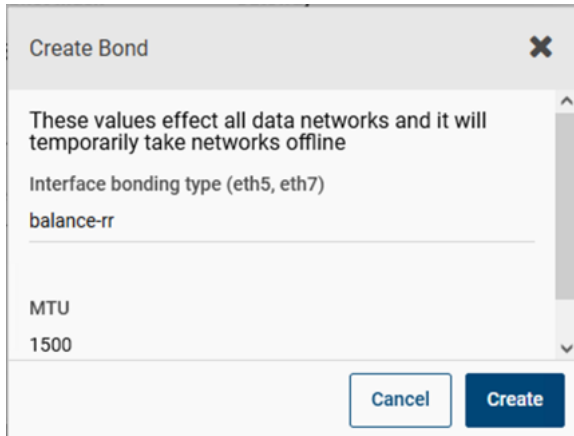 Create Bond
These values effect all data networks and it will
temporarily take networks offline
Interface bonding type (eth5, eth7)
balance-rr
MTU
1500
Cancel
Create